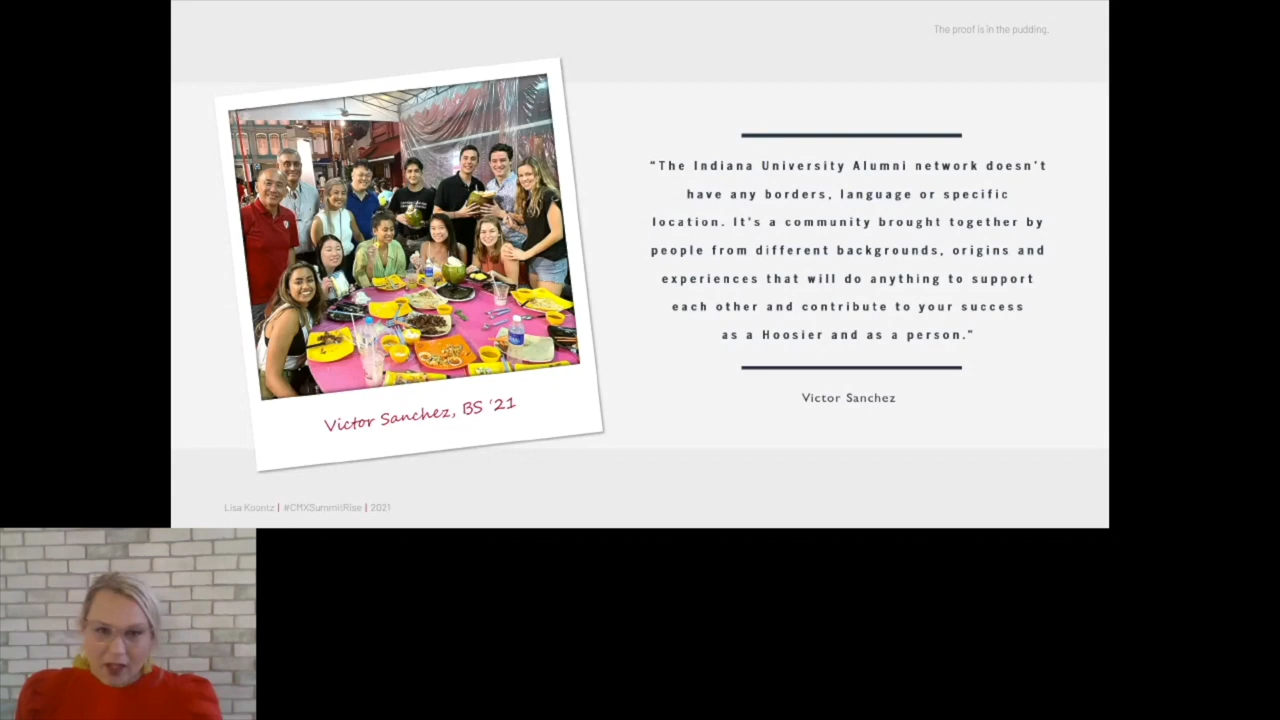 The proof is in the pudding.
“The Indiana University Alumni network doesn't
have any borders, language or specific
location. It's a community brought together by
people from different backgrounds, origins and
experiences that will do anything to support
each other and contribute to your success
as a Hoosier and as a person.”
Victor Sanchez
Victor Sanchez, BS '21
Lisa Koontz | #CMXSummitRise | 2021